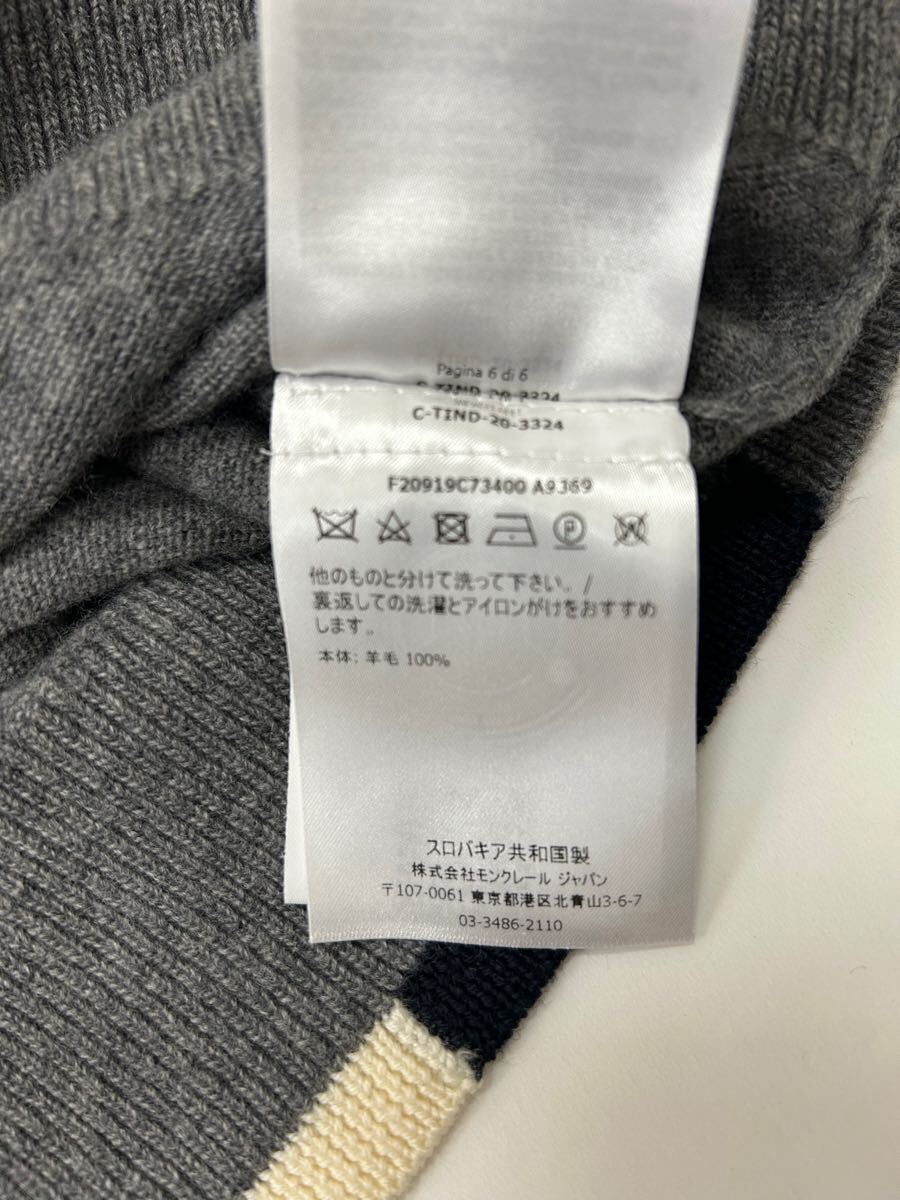 Pagina 6 di 6
C-TIND-20-3324
C-TIND-20-3324
F20919C73400 A9369
他のものと分けて洗って下さい。/
裏返しての洗濯とアイロンがけをおすすめ
します。
本体: 羊毛 100%
スロバキア共和国製
株式会社モンクレール ジャパン
〒107-0061 東京都港区北青山3-6-7
03-3486-2110